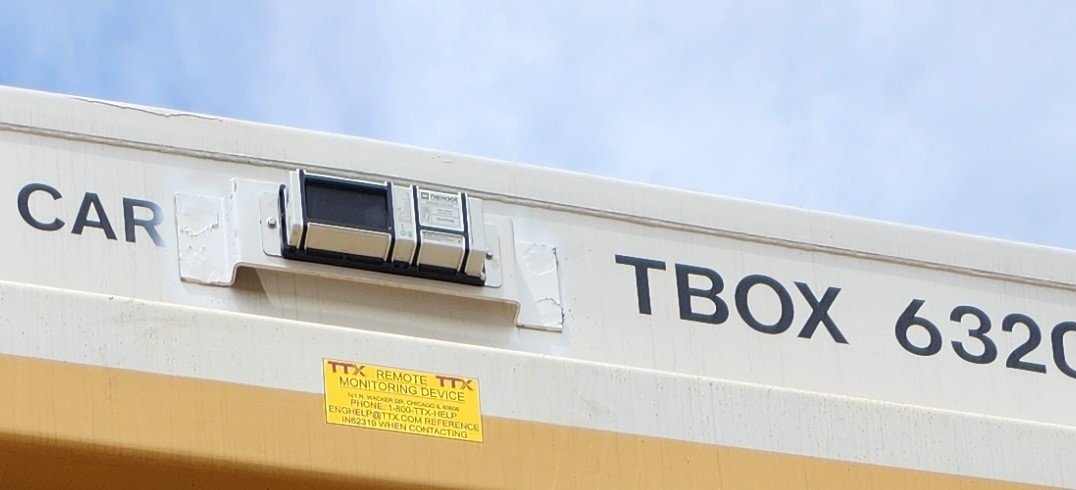 CAR
TBOX 6320
TTX REMOTE TTX
MONITORING DEVICE
101 N. WACKER DR. CHICAGO IL 60606
PHONE: 1-800-TTX-HELP
ENGHELP@TTX.COM REFERENCE
IN62319 WHEN CONTACTING